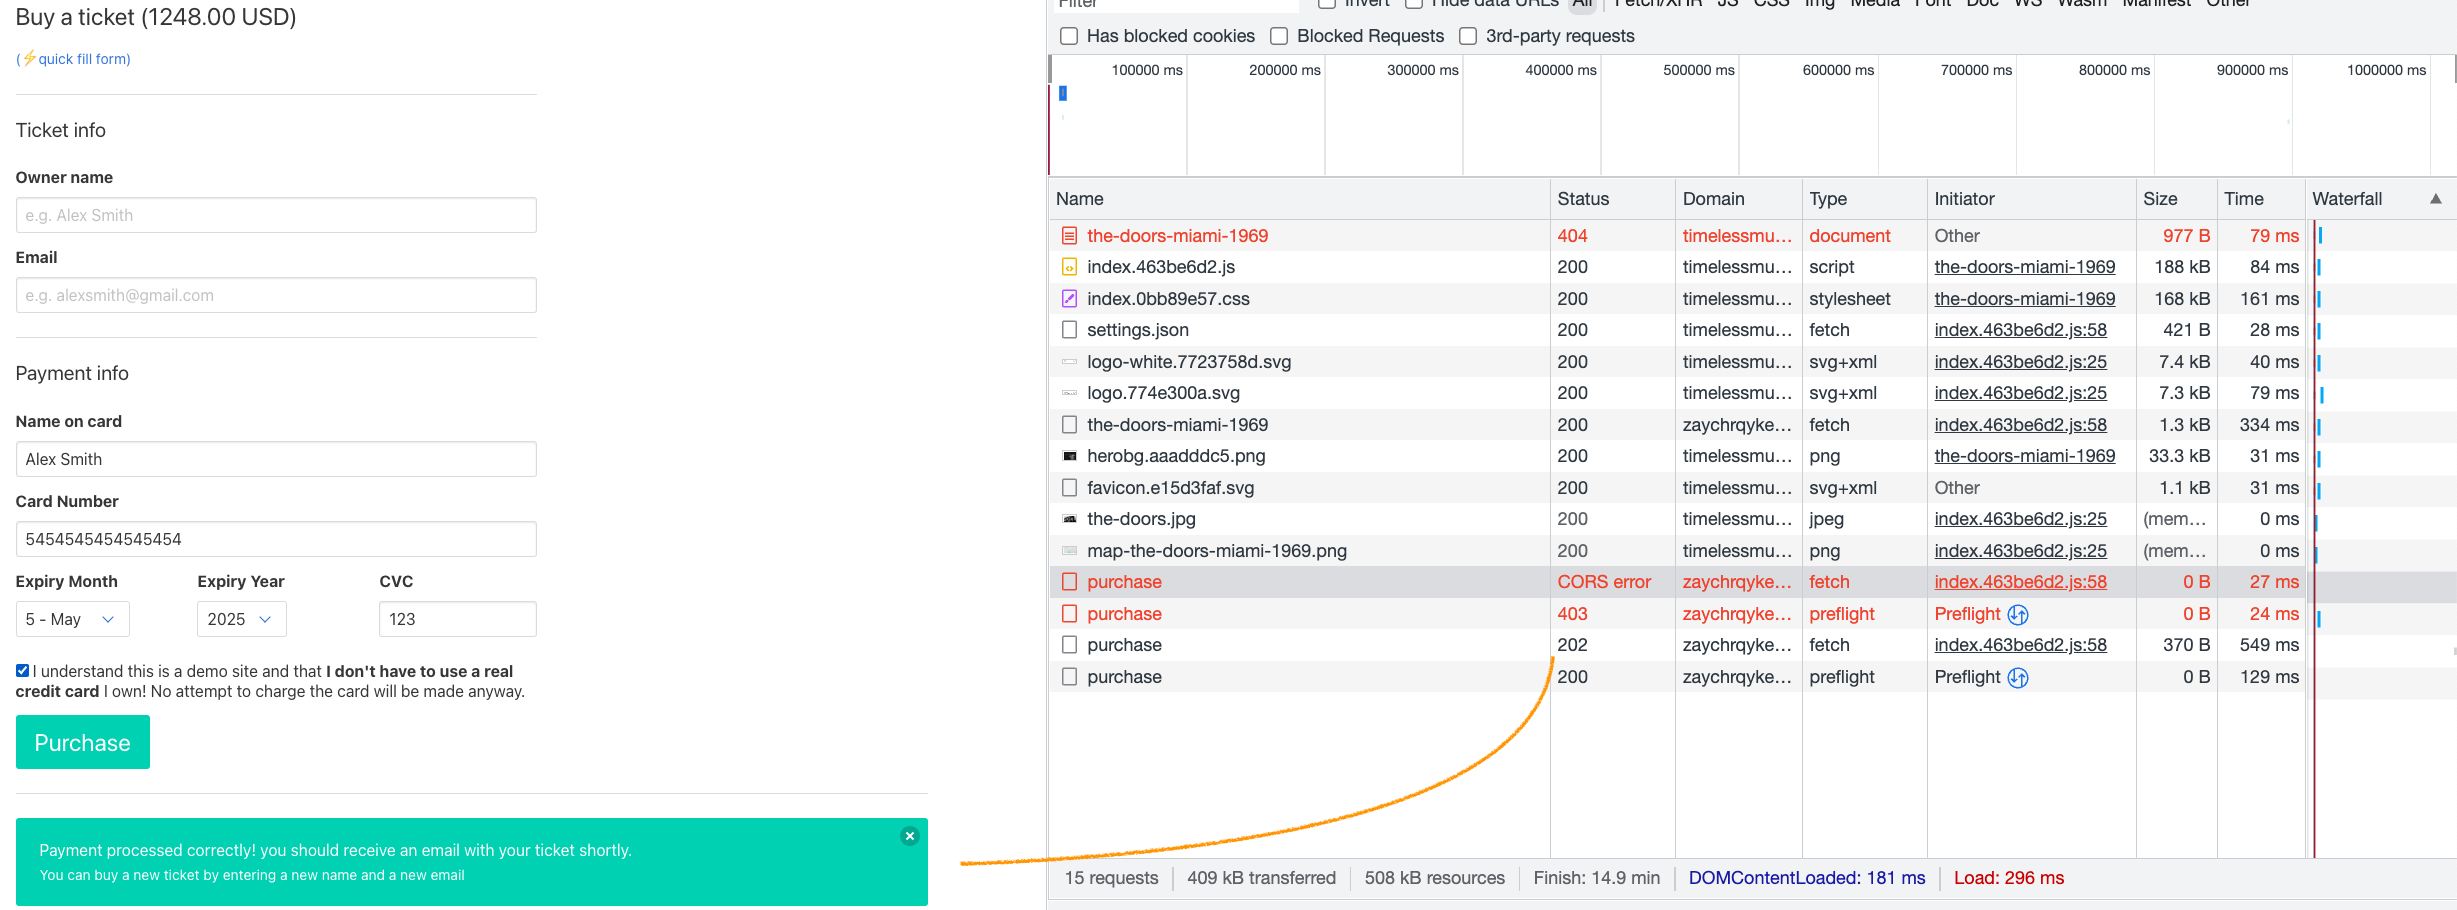 Buy a ticket (1248.00 USD)
(⚡quick fill form)
Ticket info
Owner name
e.g. Alex Smith
Email
e.g. alexsmith@gmail.com
Payment info
Name on card
Alex Smith
Card Number
5454545454545454
Expiry Month Expiry Year CVC
5 - May 2025 123
I understand this is a demo site and that I don't have to use a real
credit card I own! No attempt to charge the card will be made anyway.
Purchase
Payment processed correctly! you should receive an email with your ticket shortly.
You can buy a new ticket by entering a new name and a new email
Filter Invert Hide data URLs All Fetch/XHR JS CSS Img Media Font Doc WS Wasm Manifest Other
Has blocked cookies Blocked Requests 3rd-party requests
100000 ms 200000 ms 300000 ms 400000 ms 500000 ms 600000 ms 700000 ms 800000 ms 900000 ms 1000000 ms
Name Status Domain Type Initiator Size Time Waterfall
the-doors-miami-1969 404 timelessmu… document Other 977 B 79 ms
index.463be6d2.js 200 timelessmu… script the-doors-miami-1969 188 kB 84 ms
index.0bb89e57.css 200 timelessmu… stylesheet the-doors-miami-1969 168 kB 161 ms
settings.json 200 timelessmu… fetch index.463be6d2.js:58 421 B 28 ms
logo-white.7723758d.svg 200 timelessmu… svg+xml index.463be6d2.js:25 7.4 kB 40 ms
logo.774e300a.svg 200 timelessmu… svg+xml index.463be6d2.js:25 7.3 kB 79 ms
the-doors-miami-1969 200 zaychrqyke… fetch index.463be6d2.js:58 1.3 kB 334 ms
herobg.aaadddc5.png 200 timelessmu… png the-doors-miami-1969 33.3 kB 31 ms
favicon.e15d3faf.svg 200 timelessmu… svg+xml Other 1.1 kB 31 ms
the-doors.jpg 200 timelessmu… jpeg index.463be6d2.js:25 (mem… 0 ms
map-the-doors-miami-1969.png 200 timelessmu… png index.463be6d2.js:25 (mem… 0 ms
purchase CORS error zaychrqyke… fetch index.463be6d2.js:58 0 B 27 ms
purchase 403 zaychrqyke… preflight Preflight 0 B 24 ms
purchase 202 zaychrqyke… fetch index.463be6d2.js:58 370 B 549 ms
purchase 200 zaychrqyke… preflight Preflight 0 B 129 ms
15 requests 409 kB transferred 508 kB resources Finish: 14.9 min DOMContentLoaded: 181 ms Load: 296 ms